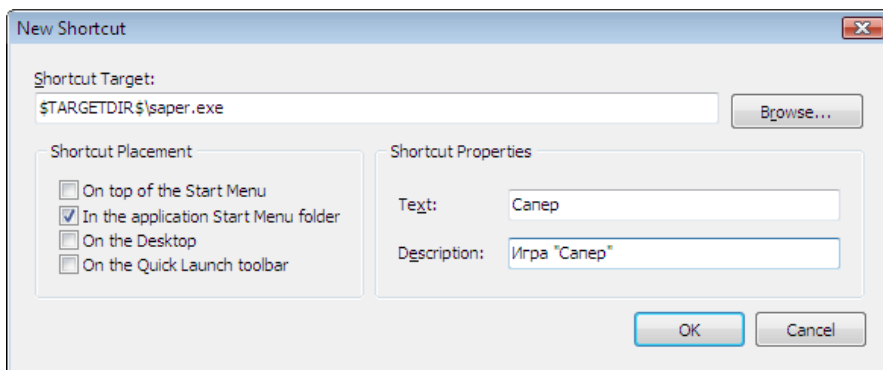 New Shortcut
Shortcut Target:
$TARGETDIR$\saper.exe
Browse...
Shortcut Placement
On top of the Start Menu
In the application Start Menu folder
On the Desktop
On the Quick Launch toolbar
Shortcut Properties
Text:
Сапер
Description:
Игра "Сапер"
OK
Cancel